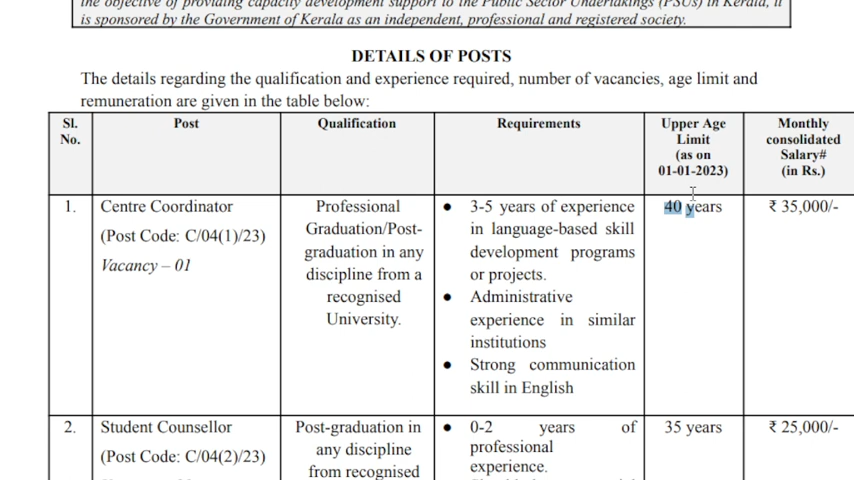 the objective of providing capacity development support to the Public Sector Undertakings (PSUs) in Kerala, it
is sponsored by the Government of Kerala as an independent, professional and registered society.
DETAILS OF POSTS
The details regarding the qualification and experience required, number of vacancies, age limit and
remuneration are given in the table below:
Sl.
No.
Post
Qualification
Requirements
Upper Age
Limit
(as on
01-01-2023)
Monthly
consolidated
Salary#
(in Rs.)
1.
Centre Coordinator
(Post Code: C/04(1)/23)
Vacancy – 01
Professional
Graduation/Post-
graduation in any
discipline from a
recognised
University.
● 3-5 years of experience
in language-based skill
development programs
or projects.
● Administrative
experience in similar
institutions
● Strong communication
skill in English
40 years
₹ 35,000/-
2.
Student Counsellor
(Post Code: C/04(2)/23)
Post-graduation in
any discipline
from recognised
● 0-2 years of
professional
experience.
35 years
₹ 25,000/-